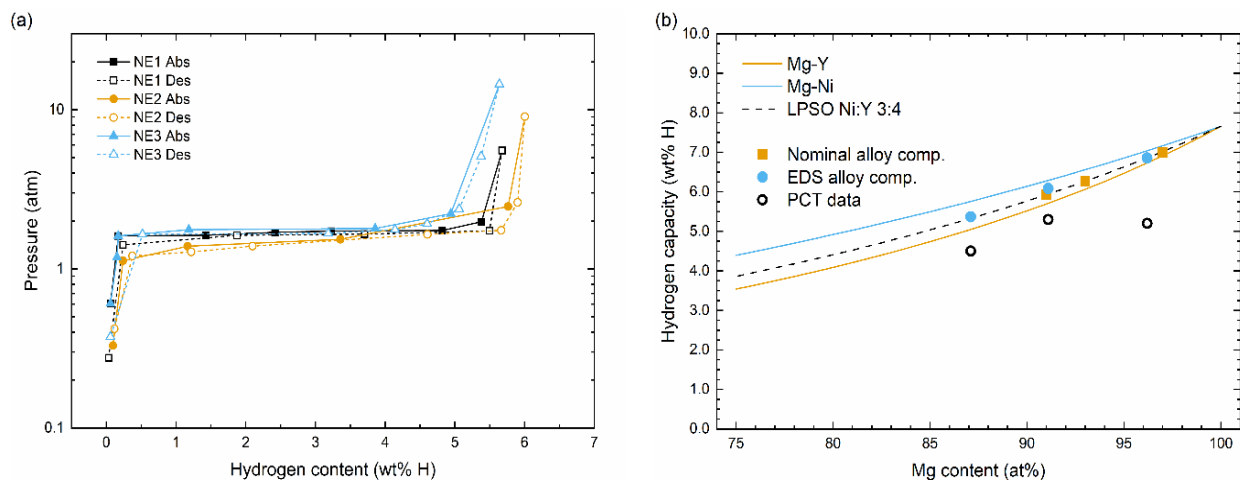 (a)
NE1 Abs
NE1 Des
NE2 Abs
NE2 Des
NE3 Abs
NE3 Des
10
1
0.1
Pressure (atm)
0 1 2 3 4 5 6 7
Hydrogen content (wt% H)
(b)
10.0
9.0
8.0
7.0
6.0
5.0
4.0
3.0
2.0
1.0
0.0
Hydrogen capacity (wt% H)
Mg-Y
Mg-Ni
LPSO Ni:Y 3:4
Nominal alloy comp.
EDS alloy comp.
PCT data
75 80 85 90 95 100
Mg content (at%)